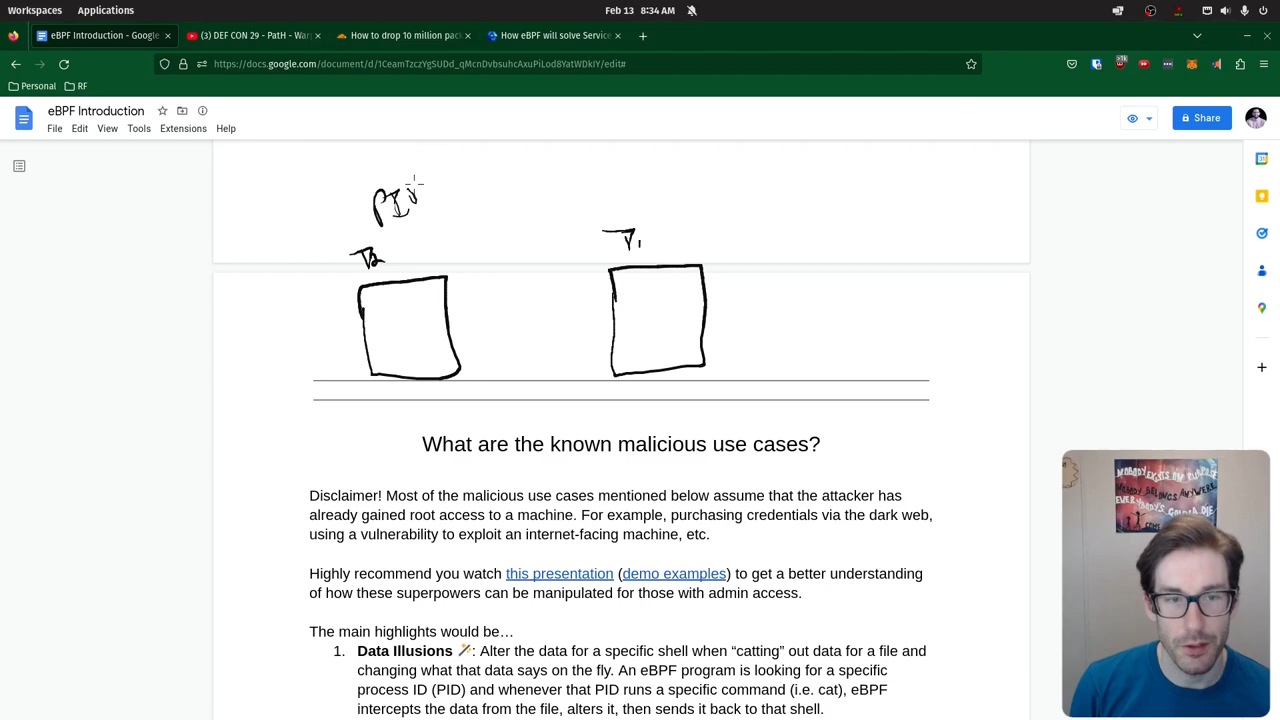 Workspaces Applications Feb 13 8:34 AM
eBPF Introduction - Google
(3) DEF CON 29 - PatH - War
How to drop 10 million pac
How eBPF will solve Service
https://docs.google.com/document/d/1CeamTzczYgSUDd_qMcnDvbsuhcAxuPiLod8YatWDkIY/edit#
Personal RF
eBPF Introduction
File Edit View Tools Extensions Help
Share
What are the known malicious use cases?
Disclaimer! Most of the malicious use cases mentioned below assume that the attacker has
already gained root access to a machine. For example, purchasing credentials via the dark web,
using a vulnerability to exploit an internet-facing machine, etc.
Highly recommend you watch this presentation (demo examples) to get a better understanding
of how these superpowers can be manipulated for those with admin access.
The main highlights would be…
1. Data Illusions 🪄: Alter the data for a specific shell when “catting” out data for a file and
changing what that data says on the fly. An eBPF program is looking for a specific
process ID (PID) and whenever that PID runs a specific command (i.e. cat), eBPF
intercepts the data from the file, alters it, then sends it back to that shell.